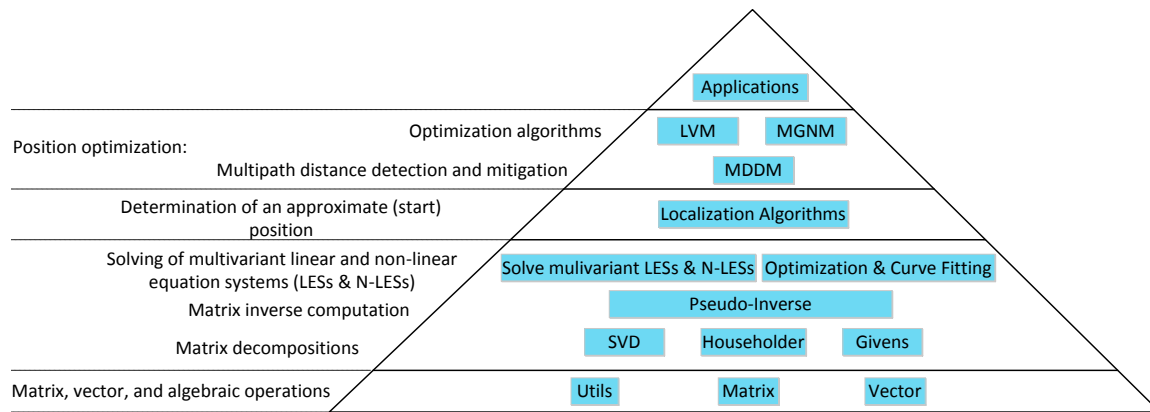 Applications
Optimization algorithms
LVM
MGNM
Position optimization:
Multipath distance detection and mitigation
MDDM
Determination of an approximate (start)
position
Localization Algorithms
Solving of multivariant linear and non-linear
equation systems (LESs & N-LESs)
Solve mulivariant LESs & N-LESs
Optimization & Curve Fitting
Matrix inverse computation
Pseudo-Inverse
Matrix decompositions
SVD
Householder
Givens
Matrix, vector, and algebraic operations
Utils
Matrix
Vector